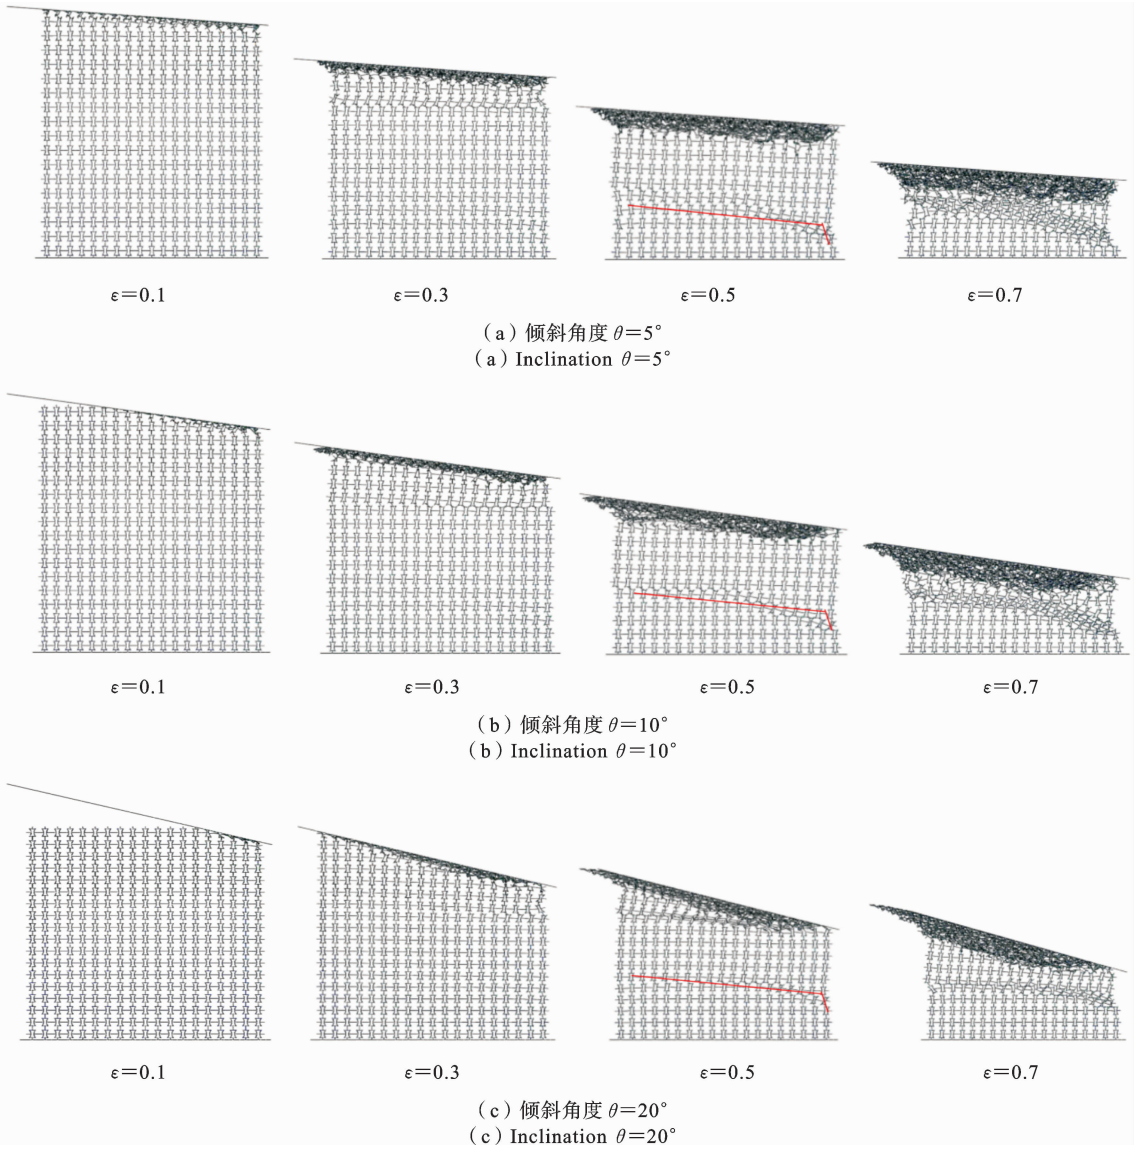 ε=0.1 ε=0.3 ε=0.5 ε=0.7
(a)倾斜角度 θ=5°
(a)Inclination θ=5°
ε=0.1 ε=0.3 ε=0.5 ε=0.7
(b)倾斜角度 θ=10°
(b)Inclination θ=10°
ε=0.1 ε=0.3 ε=0.5 ε=0.7
(c)倾斜角度 θ=20°
(c)Inclination θ=20°